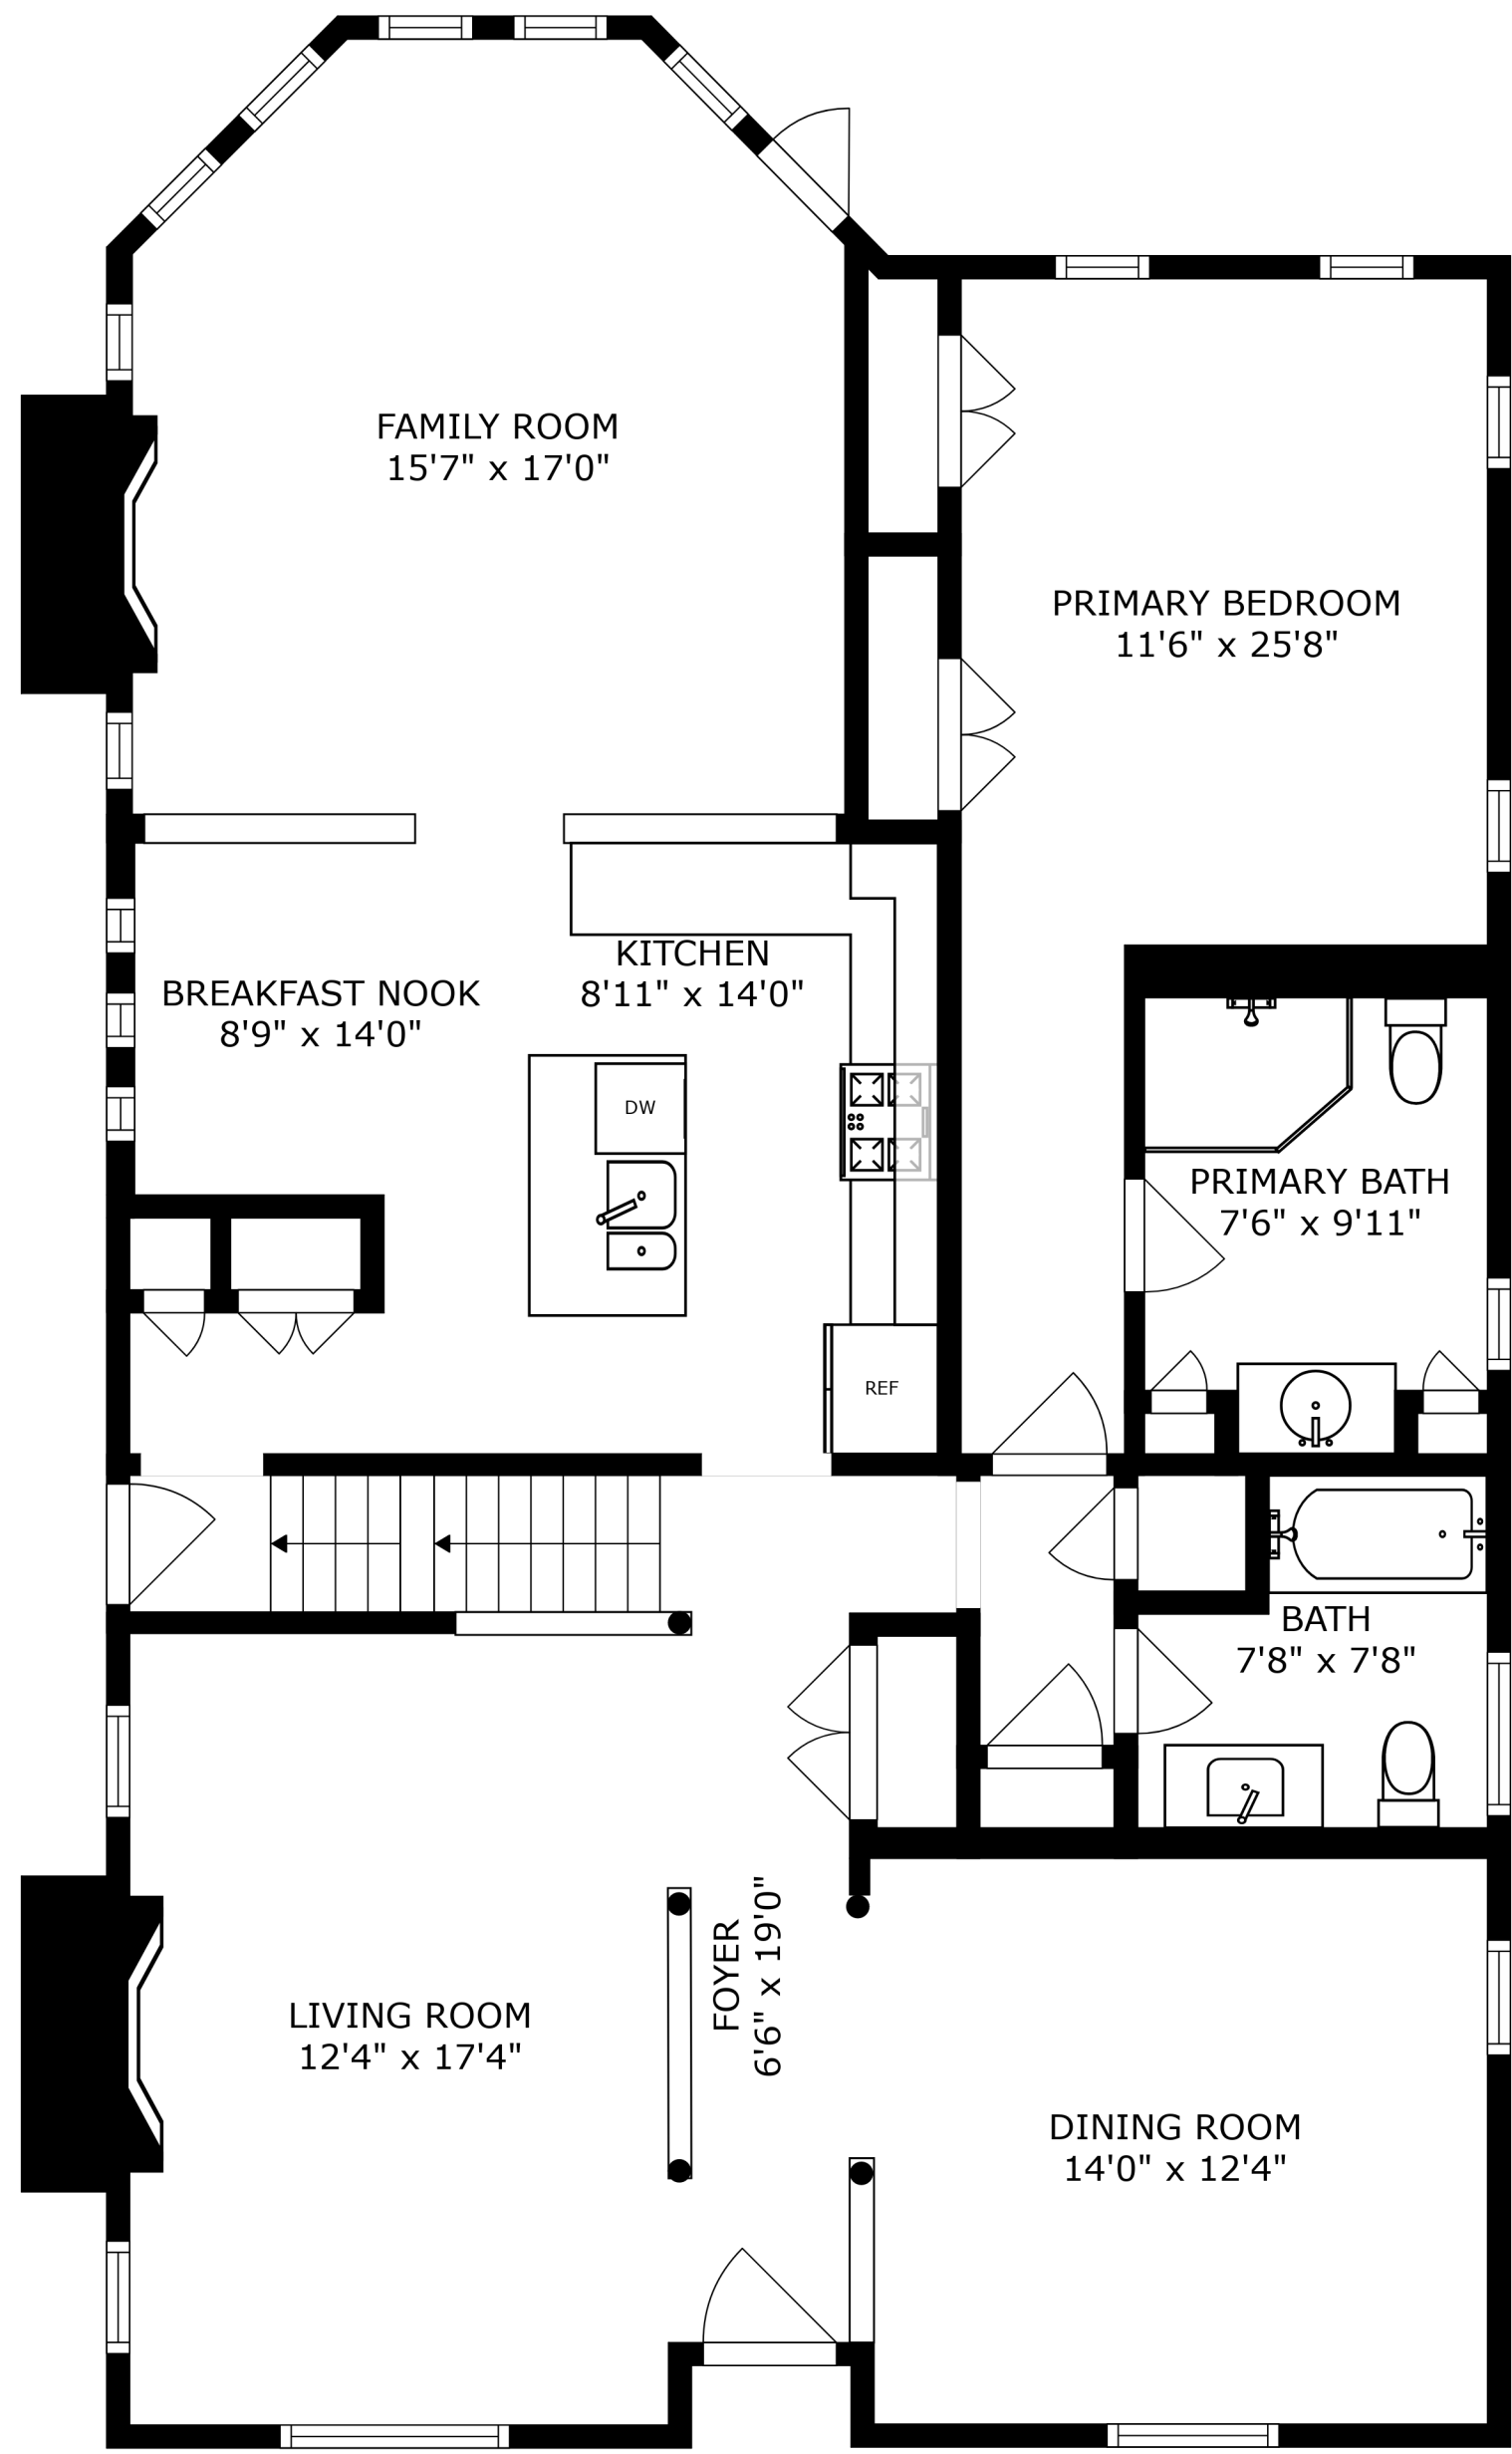 FAMILY ROOM
15'7" x 17'0"
PRIMARY BEDROOM
11'6" x 25'8"
KITCHEN
8'11" x 14'0"
BREAKFAST NOOK
8'9" x 14'0"
DW
PRIMARY BATH
7'6" x 9'11"
REF
BATH
7'8" x 7'8"
FOYER
6'6" x 19'0"
LIVING ROOM
12'4" x 17'4"
DINING ROOM
14'0" x 12'4"